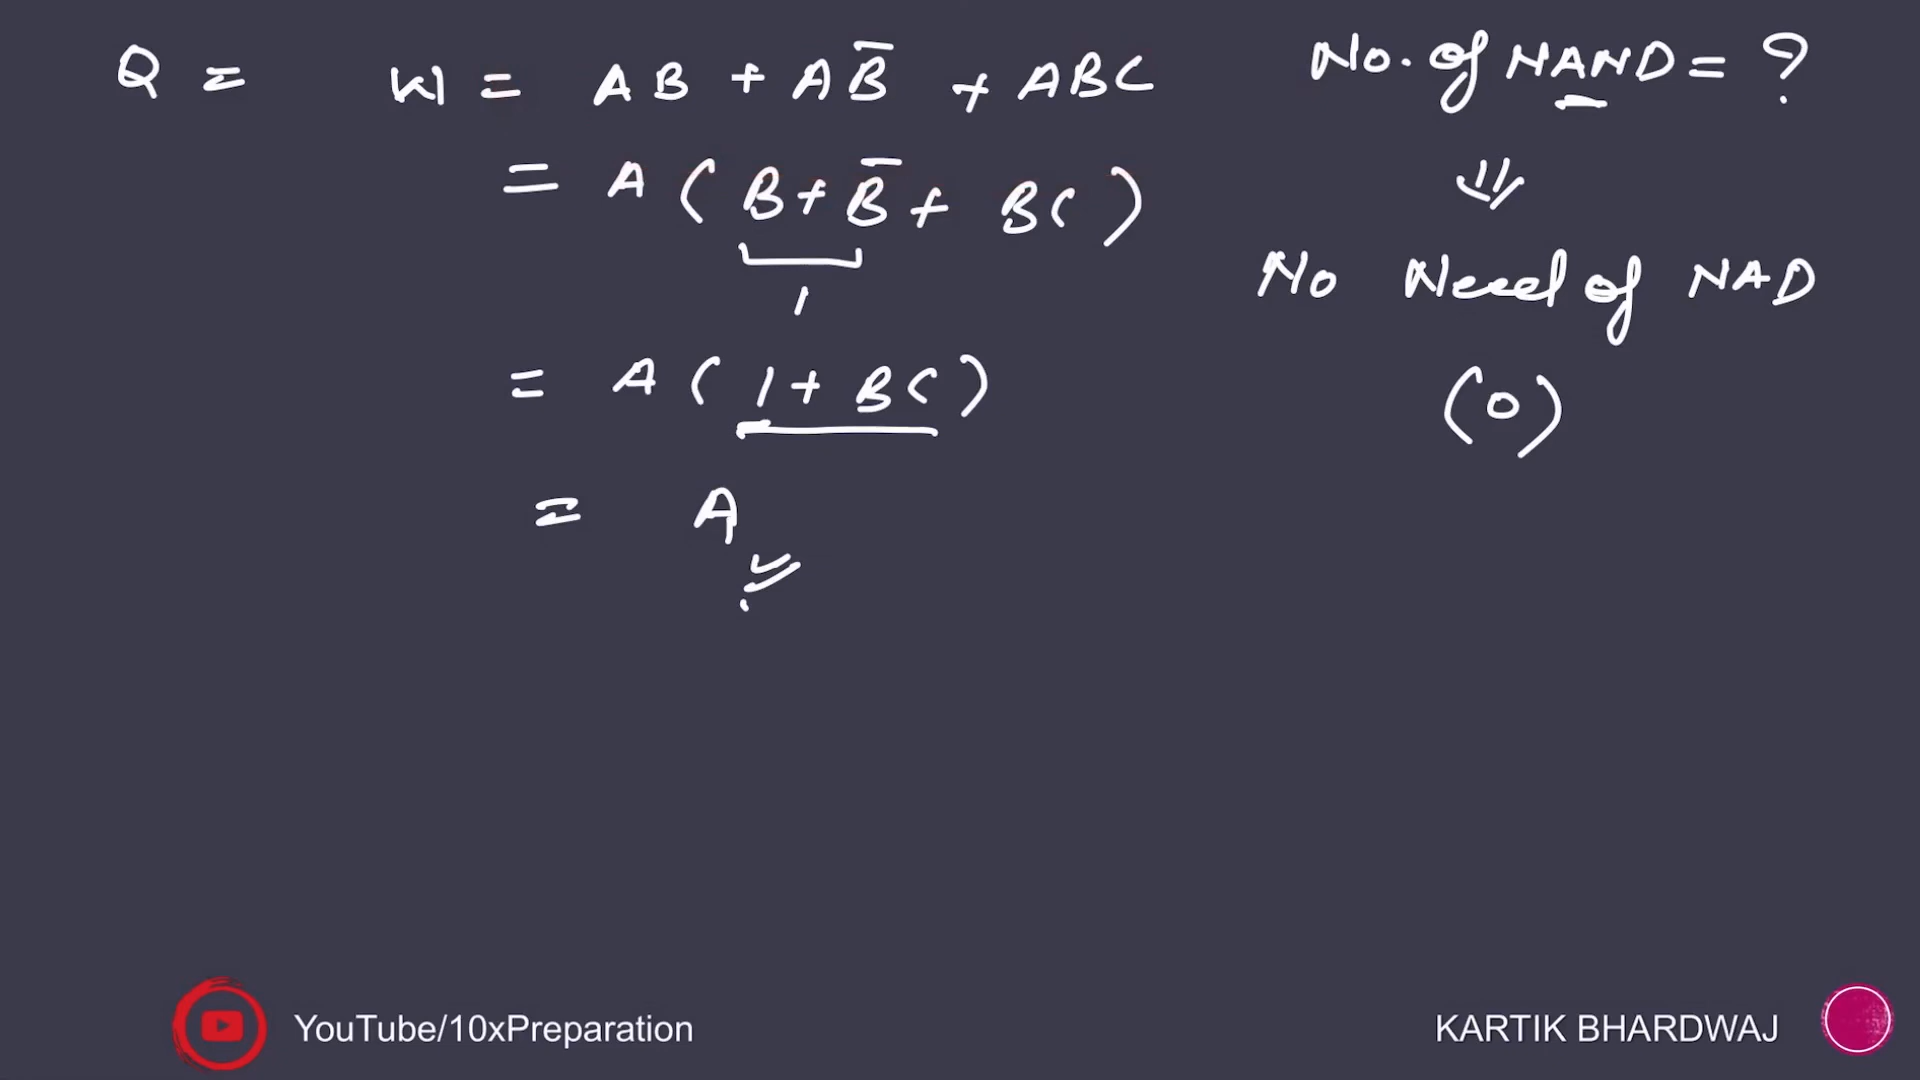 Q = W = AB + AB̅ + ABC
= A ( B + B̅ + BC )
1
= A ( 1 + BC )
= A
No. of NAND = ?
No Need of NAD
(0)
YouTube/10xPreparation
KARTIK BHARDWAJ